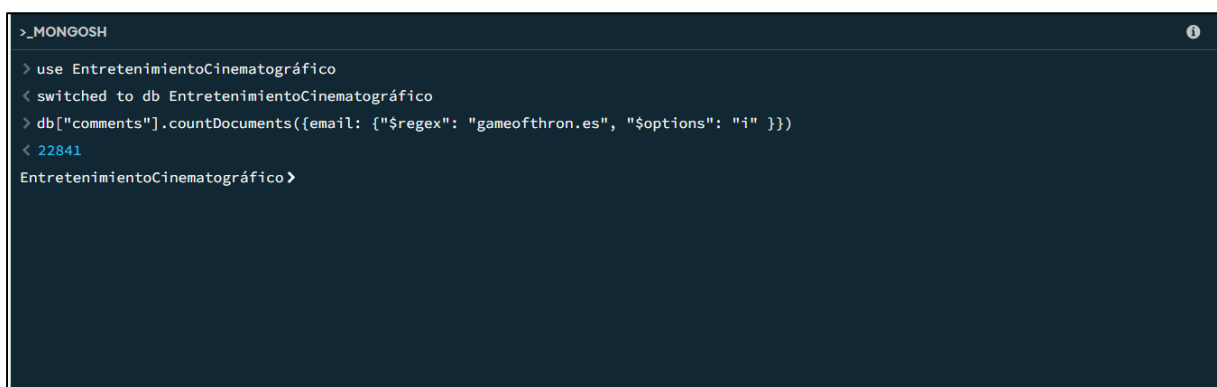 >_MONGOSH
> use EntretenimientoCinematográfico
< switched to db EntretenimientoCinematográfico
> db["comments"].countDocuments({email: {"$regex": "gameofthron.es", "$options": "i" }})
< 22841
EntretenimientoCinematográfico>